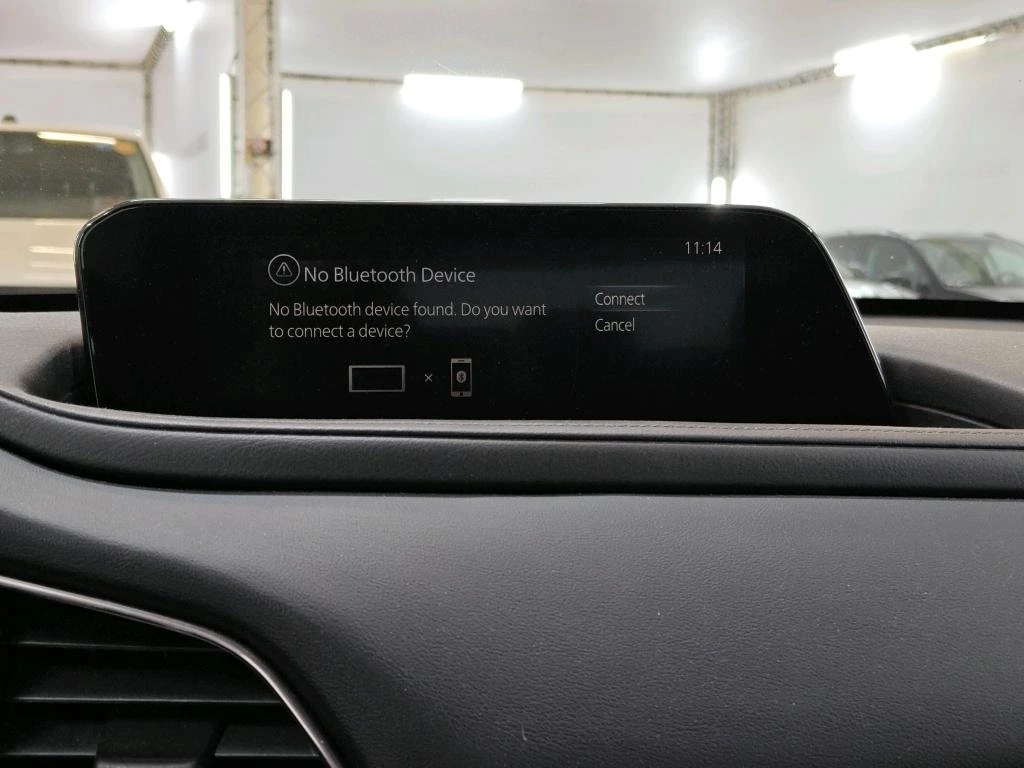 11:14
No Bluetooth Device
No Bluetooth device found. Do you want
to connect a device?
Connect
Cancel